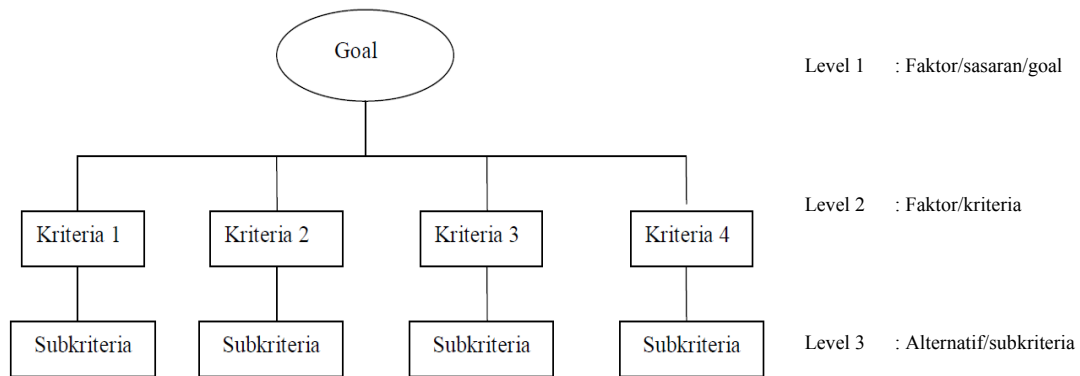 Goal
Level 1 : Faktor/sasaran/goal
Level 2 : Faktor/kriteria
Kriteria 1
Kriteria 2
Kriteria 3
Kriteria 4
Subkriteria
Subkriteria
Subkriteria
Subkriteria
Level 3 : Alternatif/subkriteria